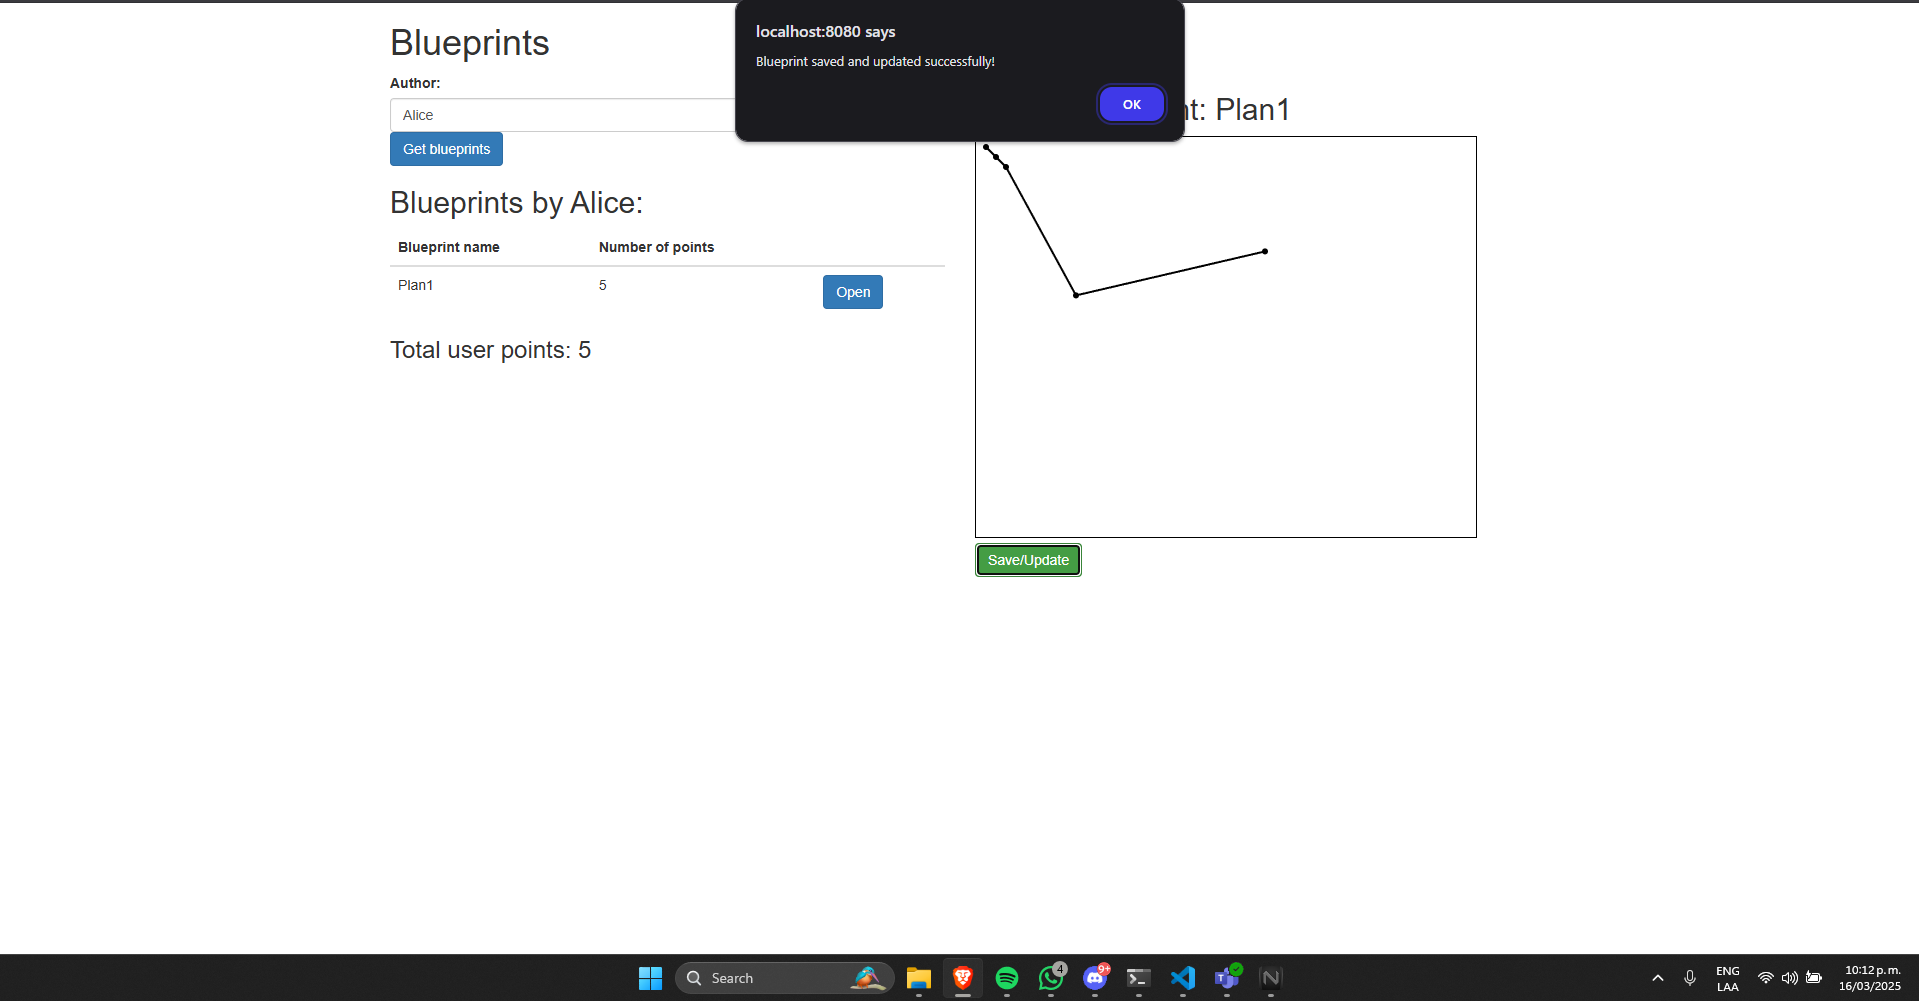 Blueprints
Author:
Alice
Get blueprints
localhost:8080 says
Blueprint saved and updated successfully!
OK
Blueprints by Alice:
Blueprint name Number of points
Plan1 5 Open
Total user points: 5
t: Plan1
Save/Update
Search
4
9+
ENG
LAA
10:12 p.m.
16/03/2025